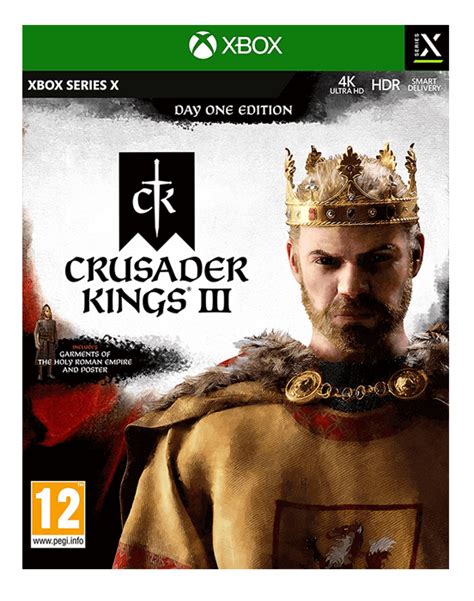 XBOX
SERIES X
XBOX SERIES X
4K ULTRA HD HDR SMART DELIVERY
DAY ONE EDITION
CK
CRUSADER
KINGS® III
INCLUDES
GARMENTS OF
THE HOLY ROMAN EMPIRE
AND POSTER
12
www.pegi.info